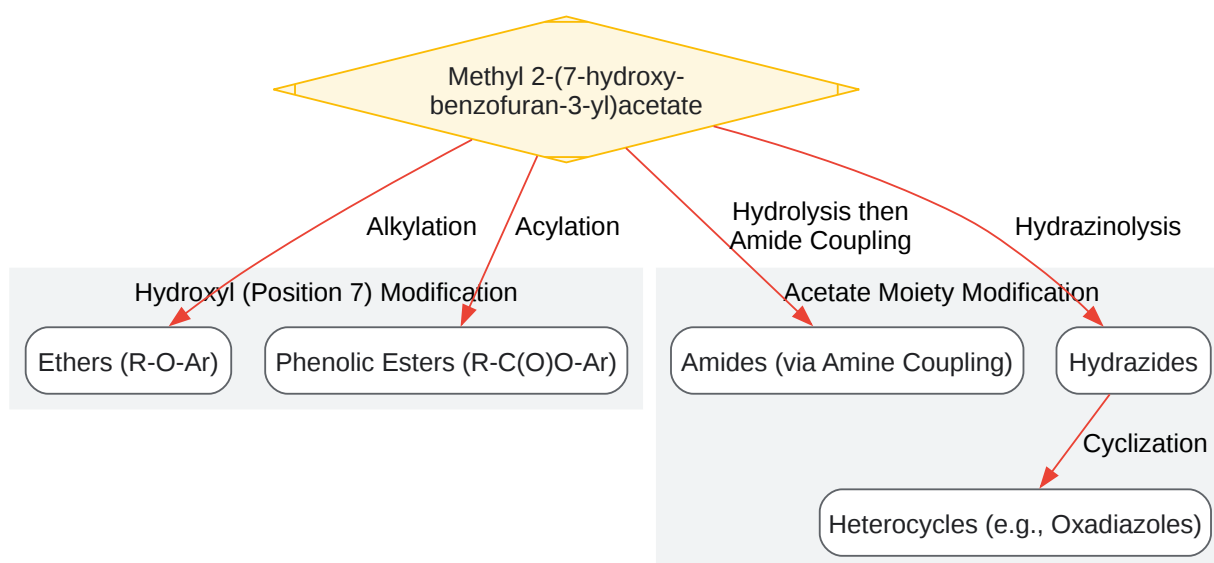 Methyl 2-(7-hydroxy-
benzofuran-3-yl)acetate
Alkylation
Acylation
Hydrolysis then
Amide Coupling
Hydrazinolysis
Hydroxyl (Position 7) Modification
Acetate Moiety Modification
Ethers (R-O-Ar)
Phenolic Esters (R-C(O)O-Ar)
Amides (via Amine Coupling)
Hydrazides
Cyclization
Heterocycles (e.g., Oxadiazoles)